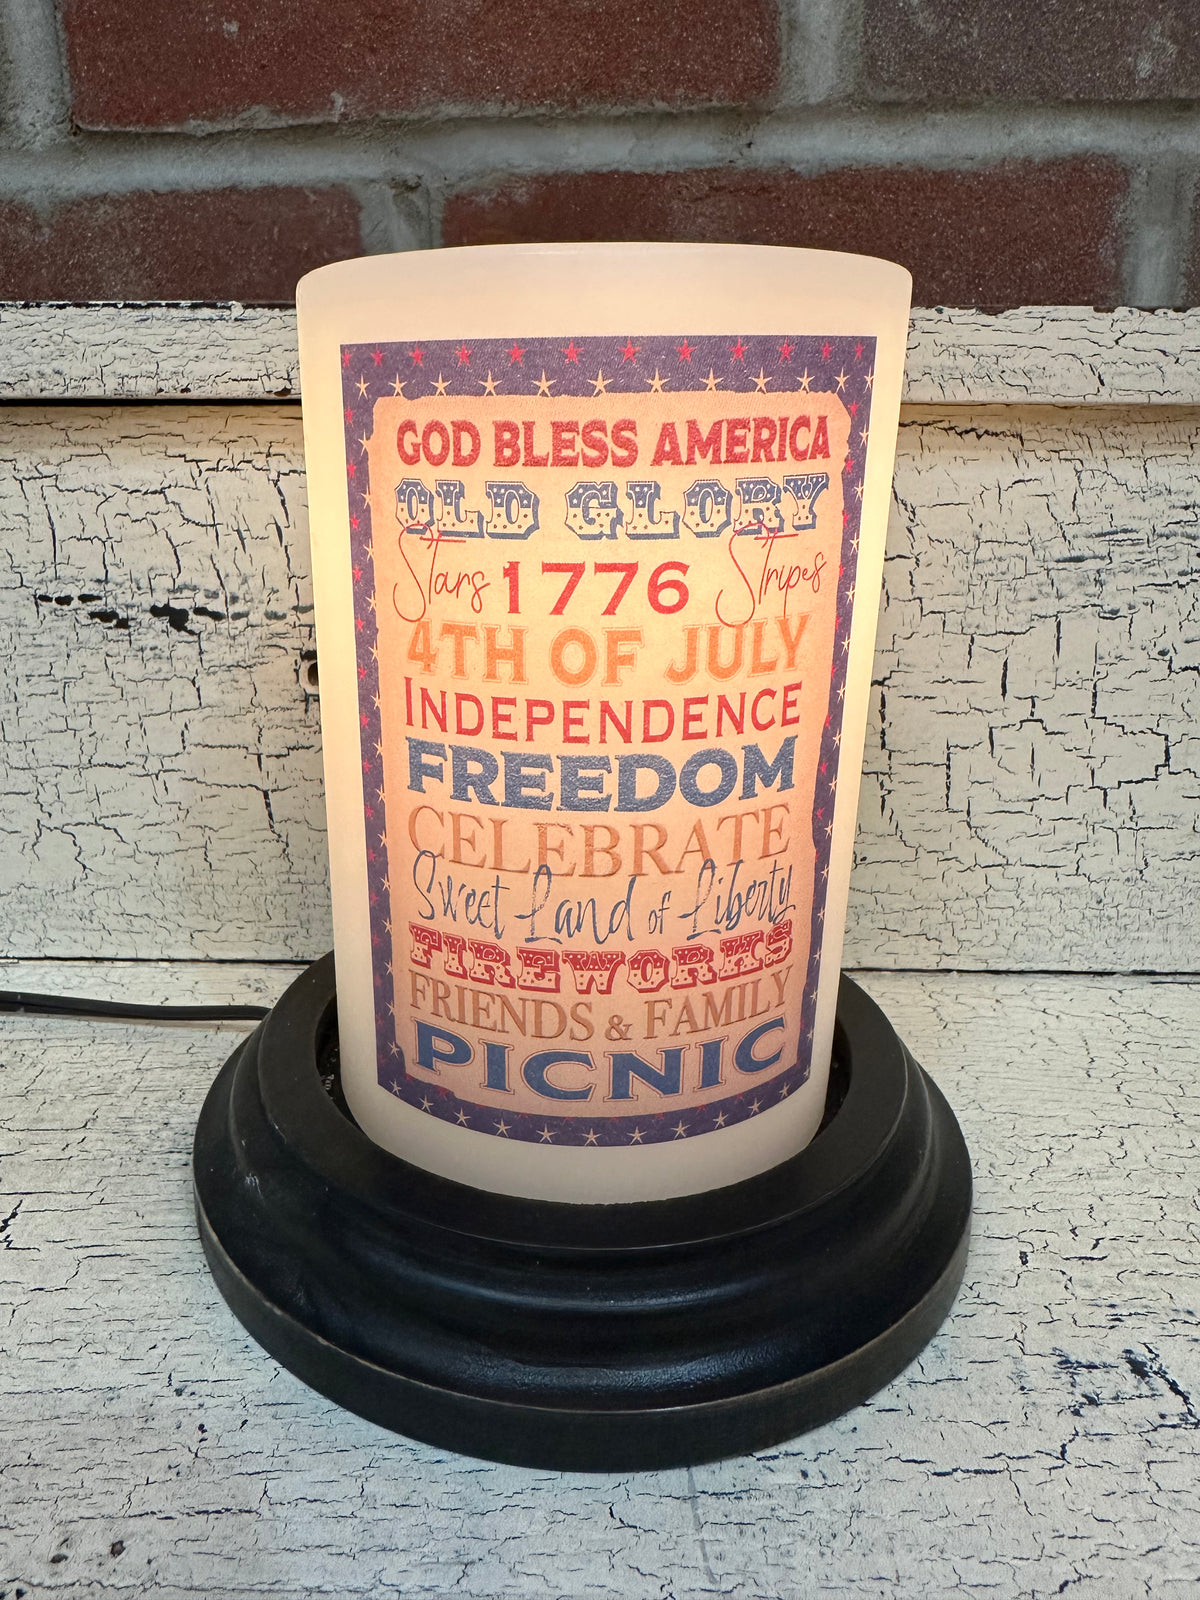 GOD BLESS AMERICA
OLD GLORY
Stars 1776 Stripes
4TH OF JULY
INDEPENDENCE
FREEDOM
CELEBRATE
Sweet Land of Liberty
FIREWORKS
FRIENDS & FAMILY
PICNIC